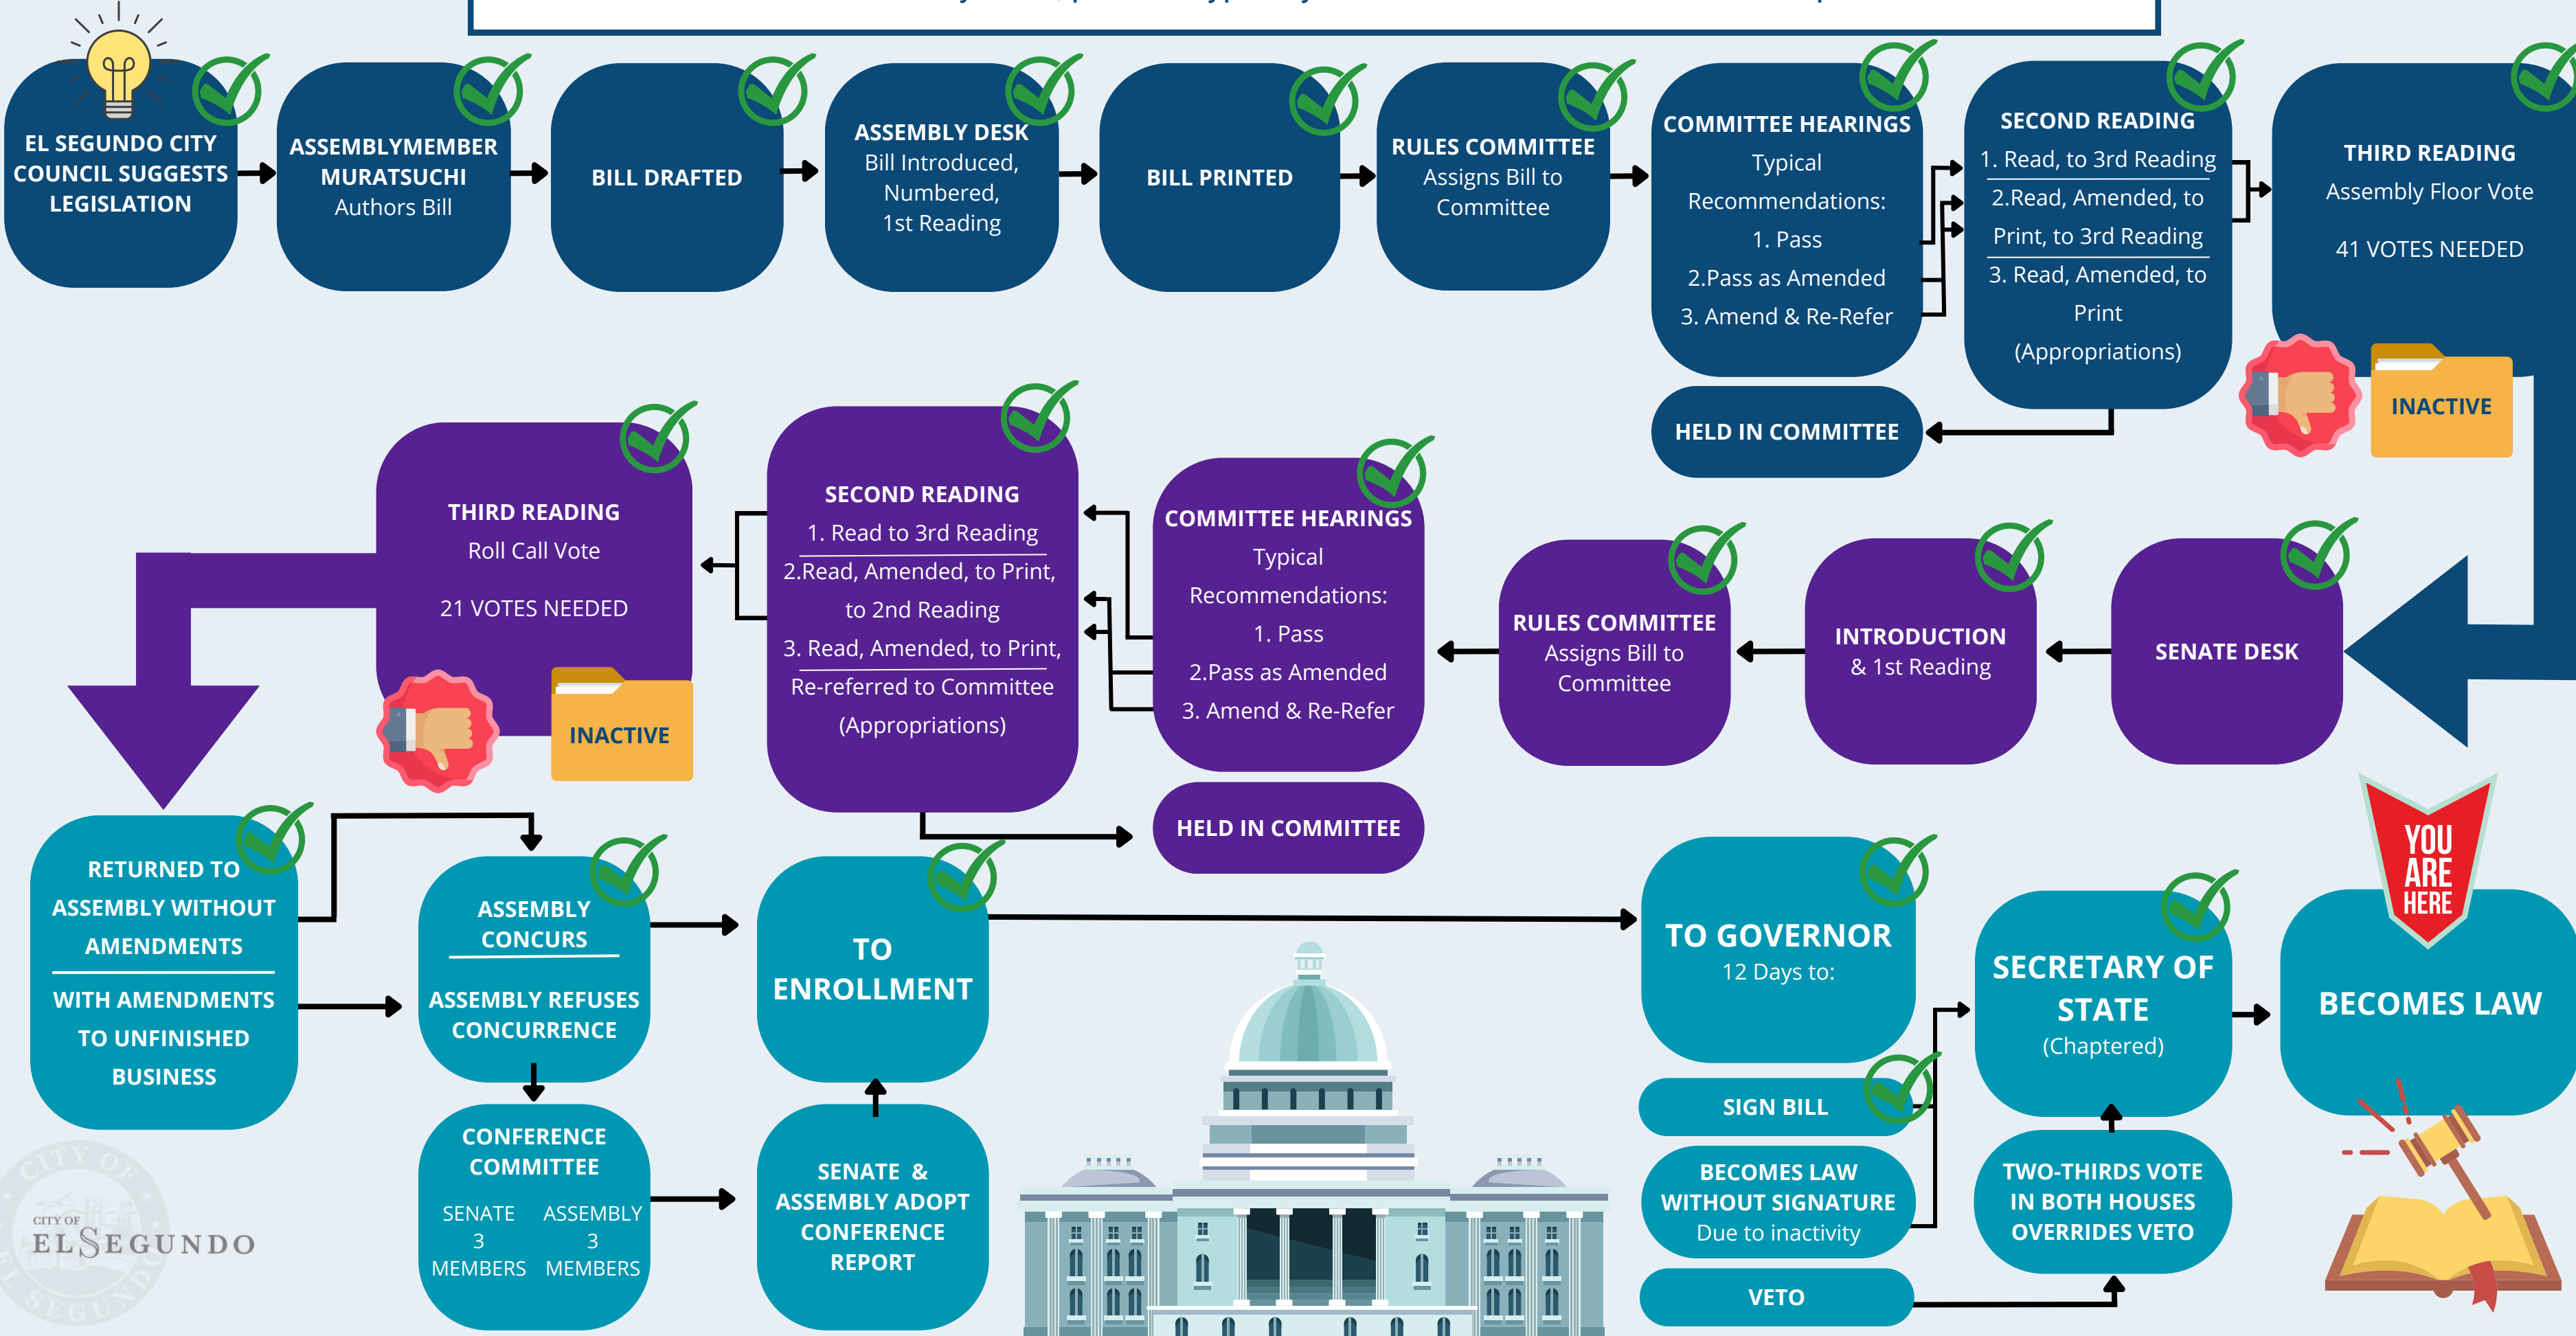 EL SEGUNDO CITY
COUNCIL SUGGESTS
LEGISLATION
ASSEMBLYMEMBER
MURATSUCHI
Authors Bill
BILL DRAFTED
ASSEMBLY DESK
Bill Introduced,
Numbered,
1st Reading
BILL PRINTED
RULES COMMITTEE
Assigns Bill to
Committee
COMMITTEE HEARINGS
Typical
Recommendations:
1. Pass
2.Pass as Amended
3. Amend & Re-Refer
SECOND READING
1. Read, to 3rd Reading
2.Read, Amended, to
Print, to 3rd Reading
3. Read, Amended, to
Print
(Appropriations)
THIRD READING
Assembly Floor Vote
41 VOTES NEEDED
INACTIVE
HELD IN COMMITTEE
THIRD READING
Roll Call Vote
21 VOTES NEEDED
INACTIVE
SECOND READING
1. Read to 3rd Reading
2.Read, Amended, to Print,
to 2nd Reading
3. Read, Amended, to Print,
Re-referred to Committee
(Appropriations)
COMMITTEE HEARINGS
Typical
Recommendations:
1. Pass
2.Pass as Amended
3. Amend & Re-Refer
HELD IN COMMITTEE
RULES COMMITTEE
Assigns Bill to
Committee
INTRODUCTION
& 1st Reading
SENATE DESK
RETURNED TO
ASSEMBLY WITHOUT
AMENDMENTS
WITH AMENDMENTS
TO UNFINISHED
BUSINESS
ASSEMBLY
CONCURS
ASSEMBLY REFUSES
CONCURRENCE
CONFERENCE
COMMITTEE
SENATE
3
MEMBERS
ASSEMBLY
3
MEMBERS
TO
ENROLLMENT
SENATE &
ASSEMBLY ADOPT
CONFERENCE
REPORT
TO GOVERNOR
12 Days to:
SIGN BILL
BECOMES LAW
WITHOUT SIGNATURE
Due to inactivity
VETO
SECRETARY OF
STATE
(Chaptered)
TWO-THIRDS VOTE
IN BOTH HOUSES
OVERRIDES VETO
YOU
ARE
HERE
BECOMES LAW
CITY OF
EL SEGUNDO
CITY OF
ELSEGUNDO